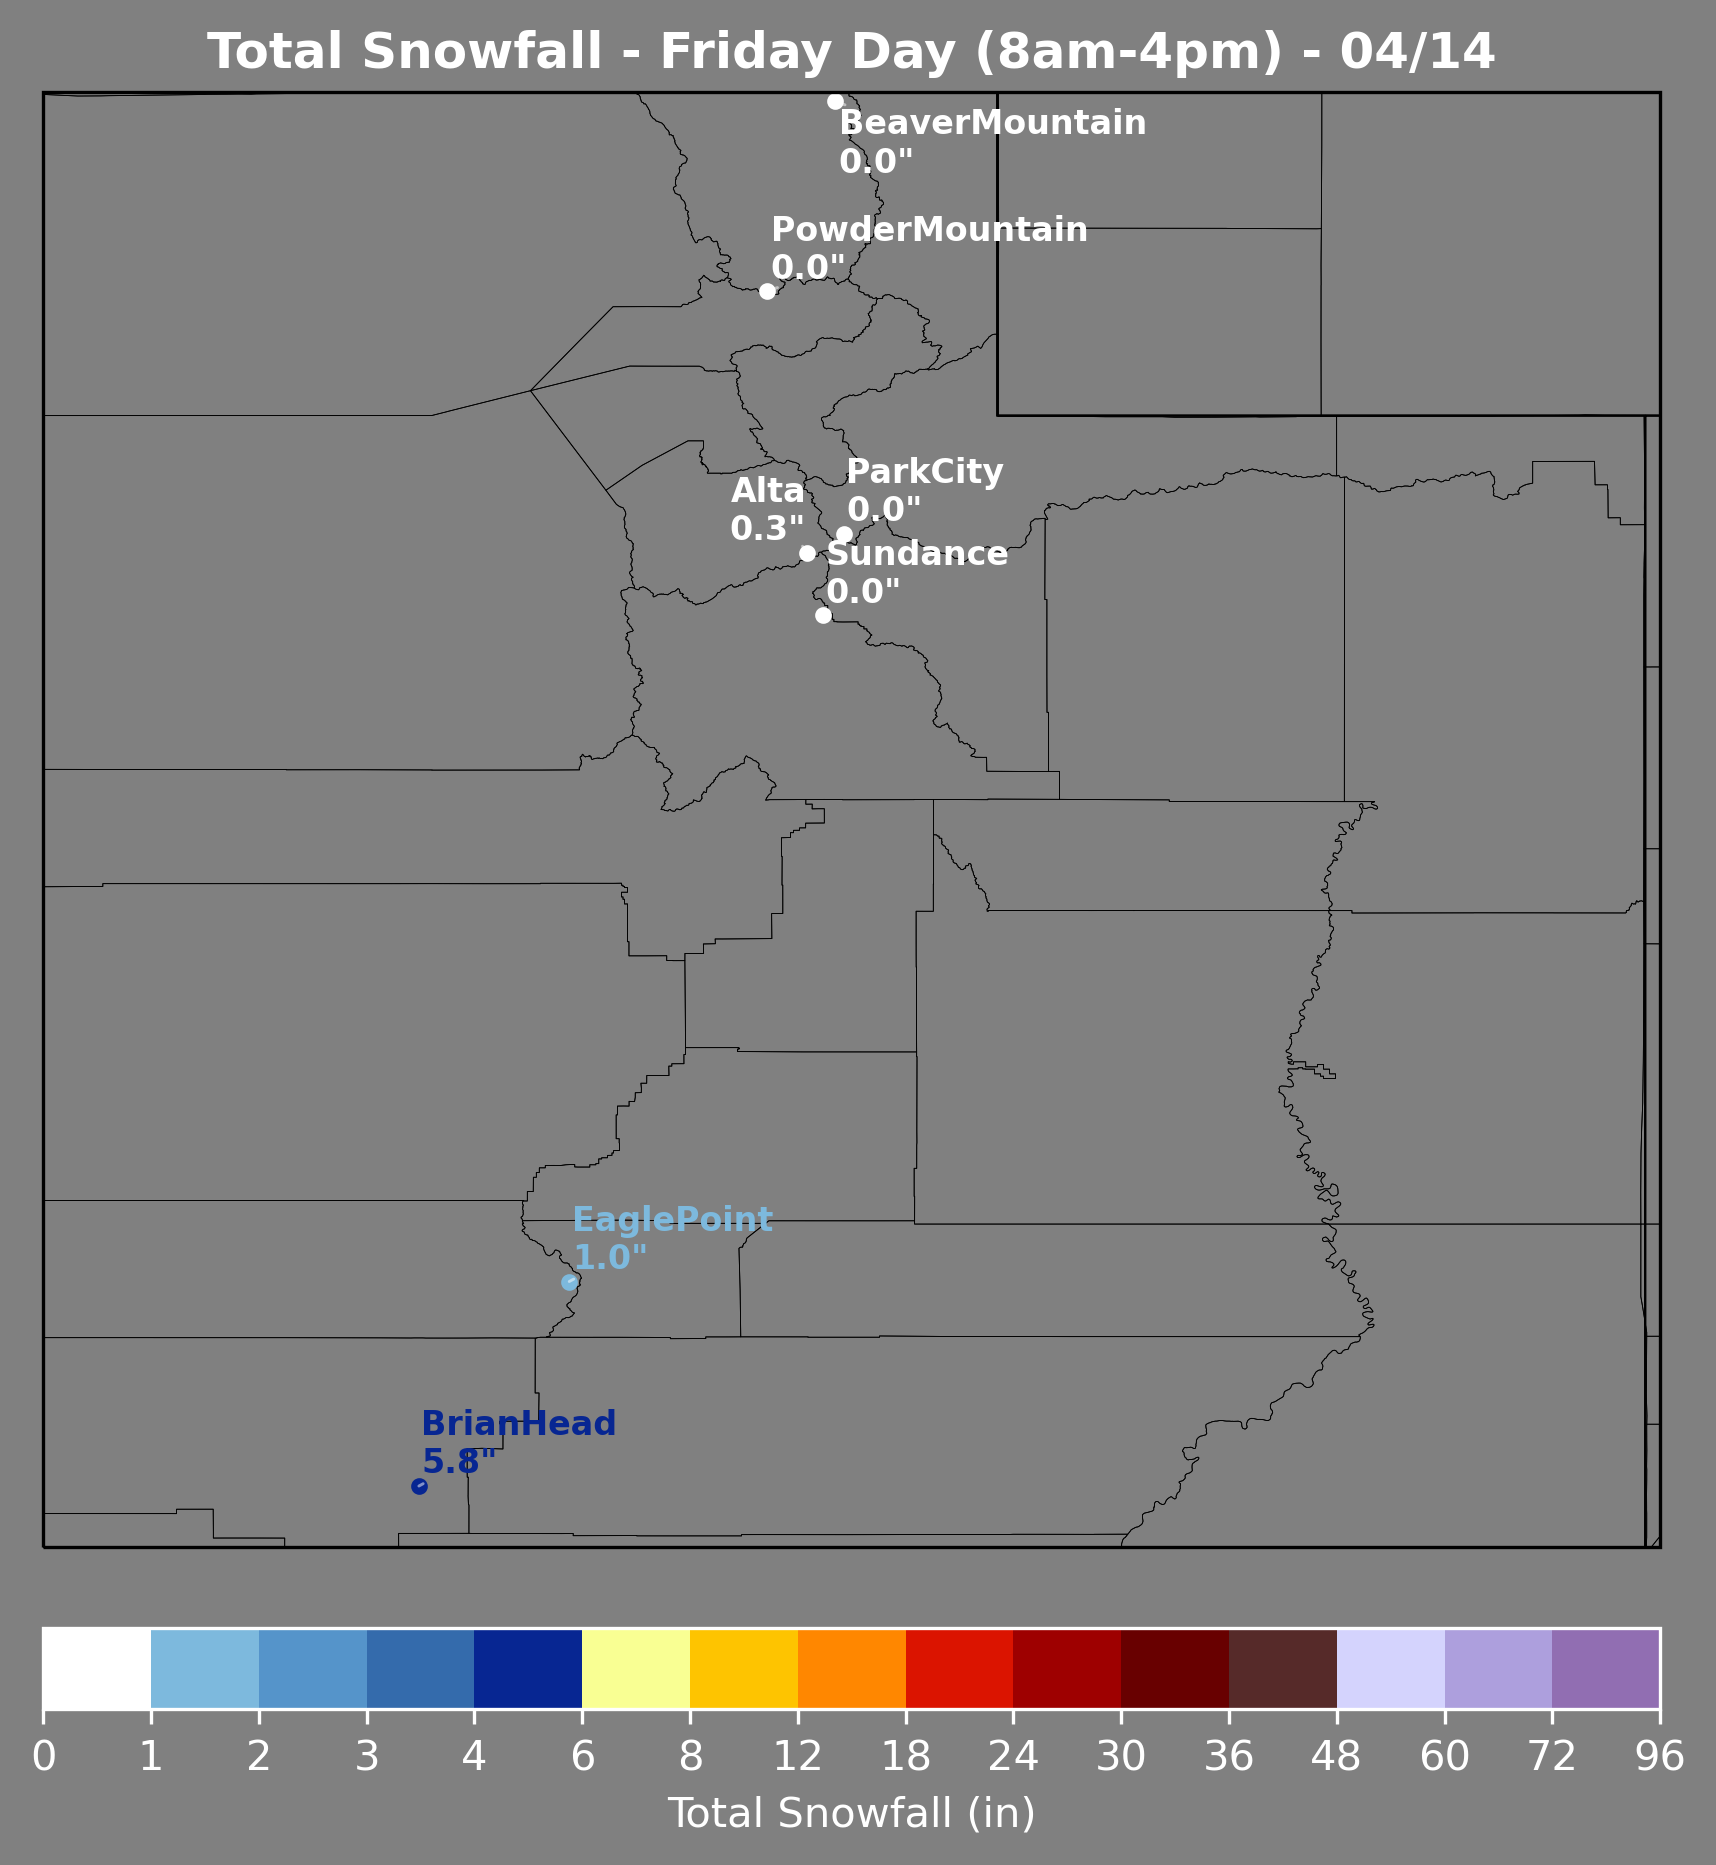 Total Snowfall - Friday Day (8am-4pm) - 04/14
BeaverMountain
0.0"
PowderMountain
0.0"
ParkCity
0.0"
Alta
0.3"
Sundance
0.0"
EaglePoint
1.0"
BrianHead
5.8"
0 1 2 3 4 6 8 12 18 24 30 36 48 60 72 96
Total Snowfall (in)